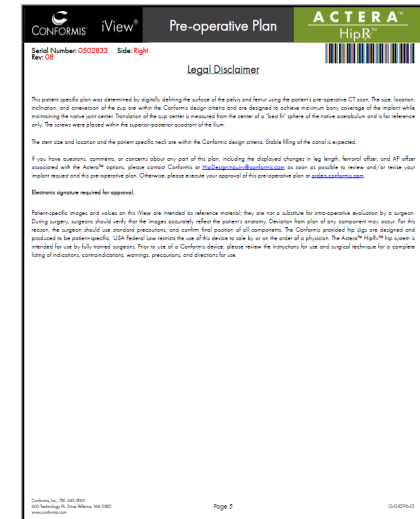 CONFORMIS iView® Pre-operative Plan ACTERA™
HipR™
Serial Number: 0502833 Side: Right
Rev: 08
Legal Disclaimer
This patient specific plan was determined by digitally defining the surface of the pelvis and femur using the patient's pre-operative CT scan. The size, location,
inclination, and anteversion of the cup are within the Conformis design criteria and are designed to achieve maximum bony coverage of the implant while
maintaining the native joint center. Translation of the cup center is measured from the center of a "best fit" sphere of the native acetabulum and is for reference
only. The screws were placed within the superior-posterior quadrant of the ilium.
The stem size and location and the patient specific neck are within the Conformis design criteria. Stable filling of the canal is expected.
If you have questions, comments, or concerns about any part of this plan, including the displayed changes in leg length, femoral offset, and AP offset
associated with the Actera™ options, please contact Conformis at HipDesignInquiry@conformis.com as soon as possible to review and/or revise your
implant request and this pre-operative plan. Otherwise, please execute your approval of this pre-operative plan at orders.conformis.com.
Electronic signature required for approval.
Patient-specific images and values on this iView are intended as reference material; they are not a substitute for intra-operative evaluation by a surgeon.
During surgery, surgeons should verify that the images accurately reflect the patient's anatomy. Deviation from plan of any component may occur. For this
reason, the surgeon should use standard precautions, and confirm final position of all components. The Conformis provided hip iJigs are designed and
produced to be patient-specific. USA Federal Law restricts the use of this device to sale by or on the order of a physician. The Actera™ HipRx™ hip system is
intended for use by fully trained surgeons. Prior to use of a Conformis device, please review the instructions for use and surgical technique for a complete
listing of indications, contraindications, warnings, precautions, and directions for use.
Conformis, Inc., 781-345-9001
600 Technology Pk. Drive, Billerica, MA 01821
www.conformis.com
Page 5